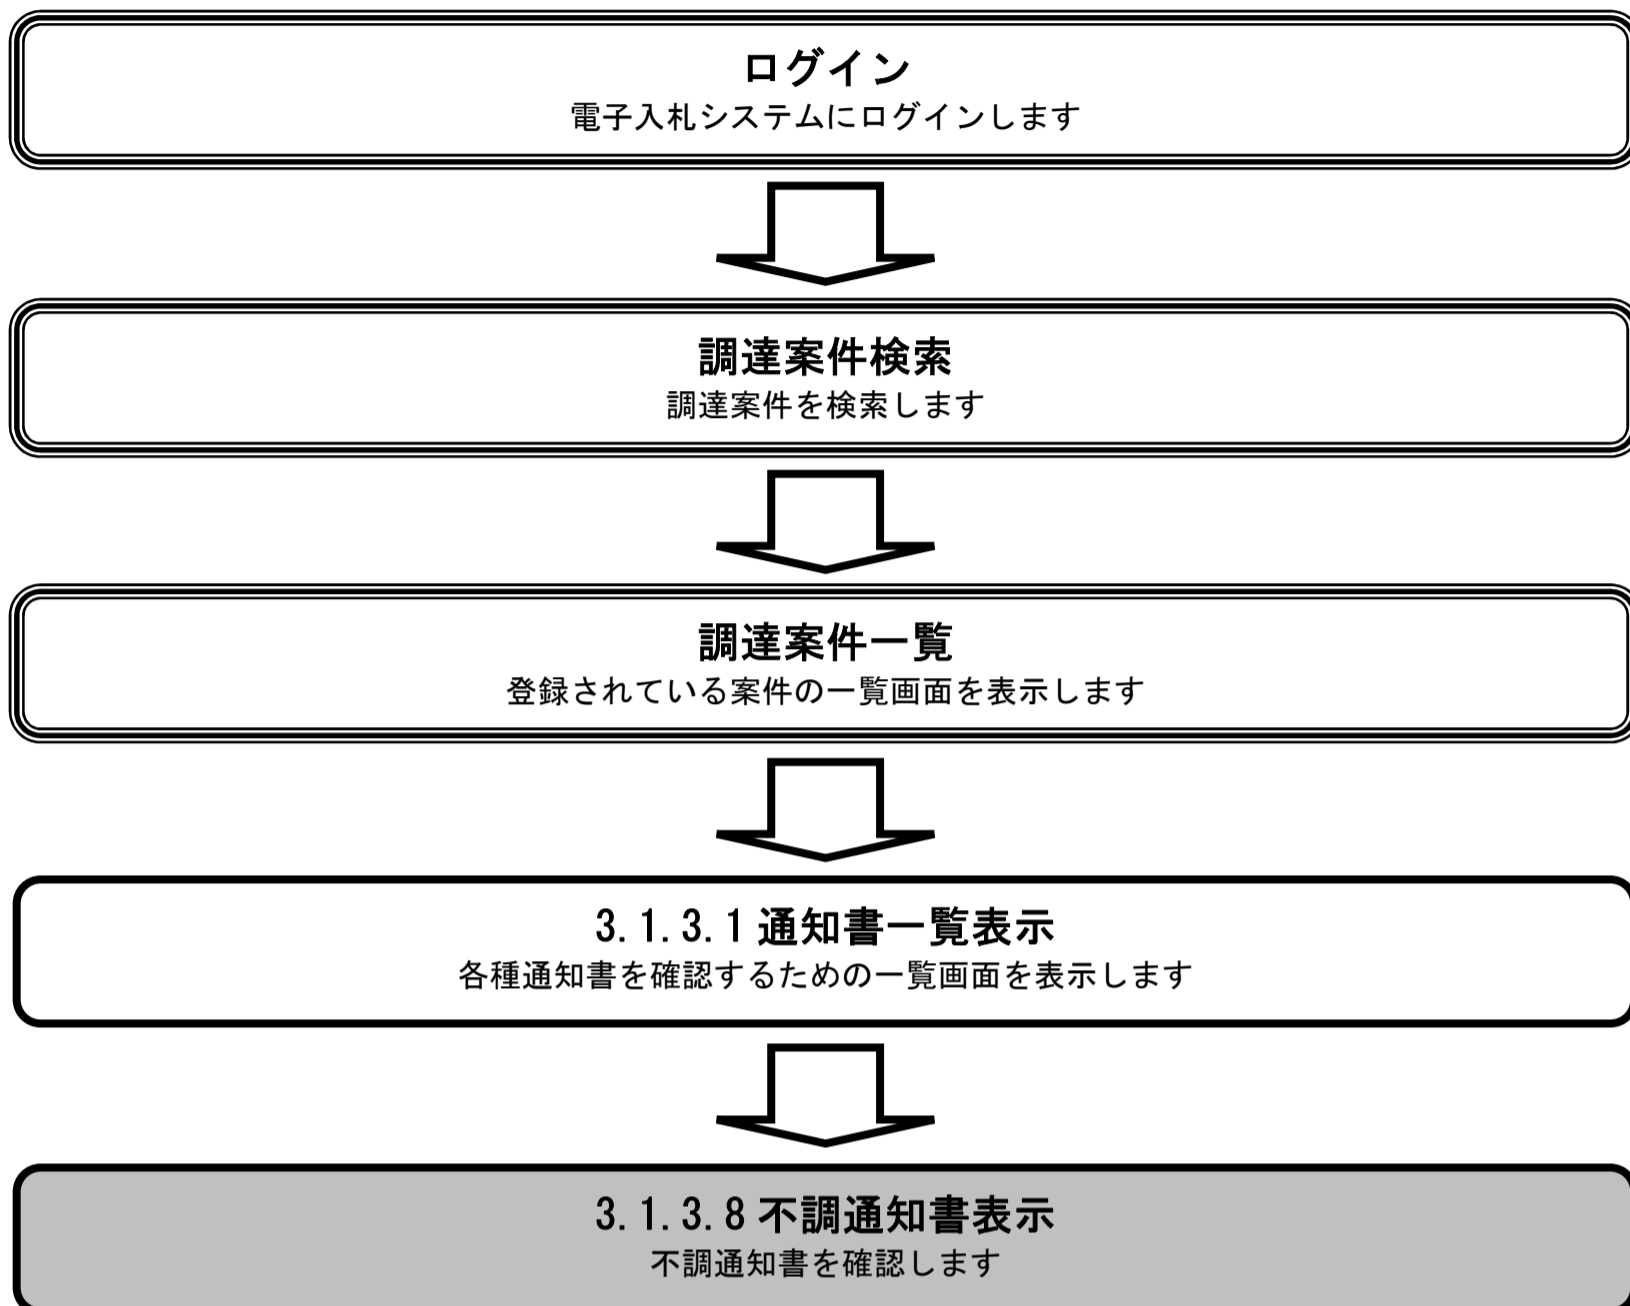 ログイン
電子入札システムにログインします
調達案件検索
調達案件を検索します
調達案件一覧
登録されている案件の一覧画面を表示します
3.1.3.1 通知書一覧表示
各種通知書を確認するための一覧画面を表示します
3.1.3.8 不調通知書表示
不調通知書を確認します